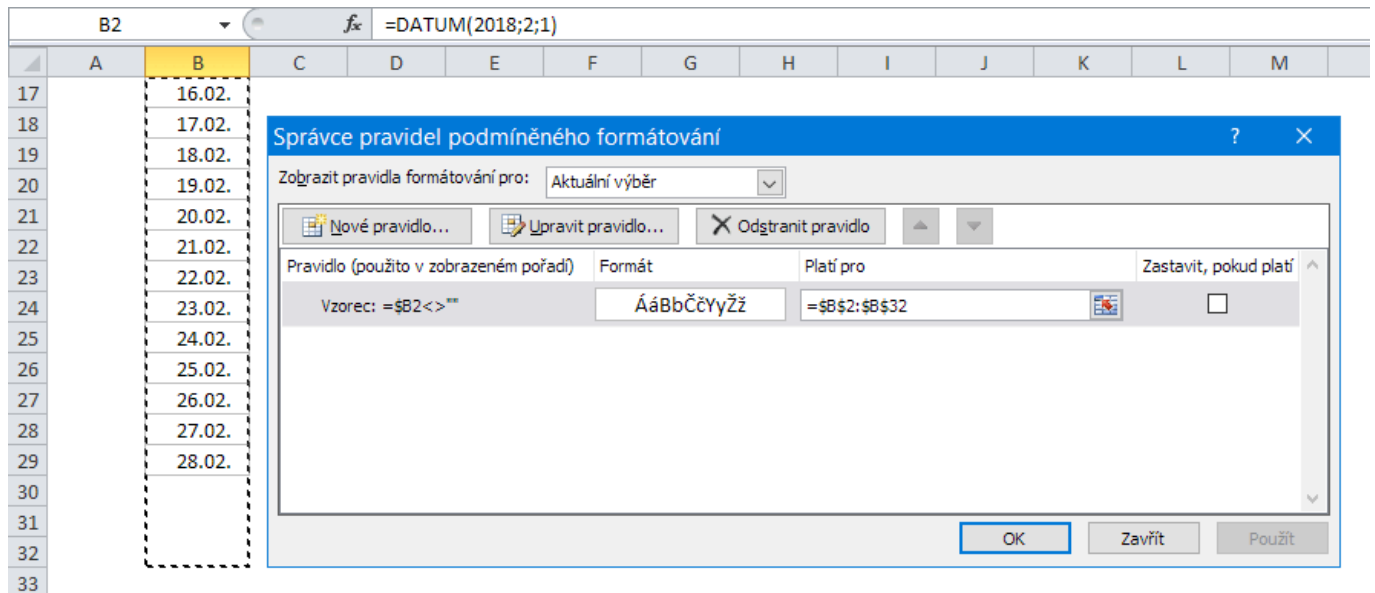 B2 fx =DATUM(2018;2;1)
A B C D E F G H I J K L M
17 16.02.
18 17.02.
19 18.02.
20 19.02.
21 20.02.
22 21.02.
23 22.02.
24 23.02.
25 24.02.
26 25.02.
27 26.02.
28 27.02.
29 28.02.
30
31
32
33
Správce pravidel podmíněného formátování ?
Zobrazit pravidla formátování pro: Aktuální výběr
Nové pravidlo... Upravit pravidlo... Odstranit pravidlo
Pravidlo (použito v zobrazeném pořadí) Formát Platí pro Zastavit, pokud platí
Vzorec: =$B2<>"" ÁáBbČčYyŽž =$B$2:$B$32
OK Zavřít Použít